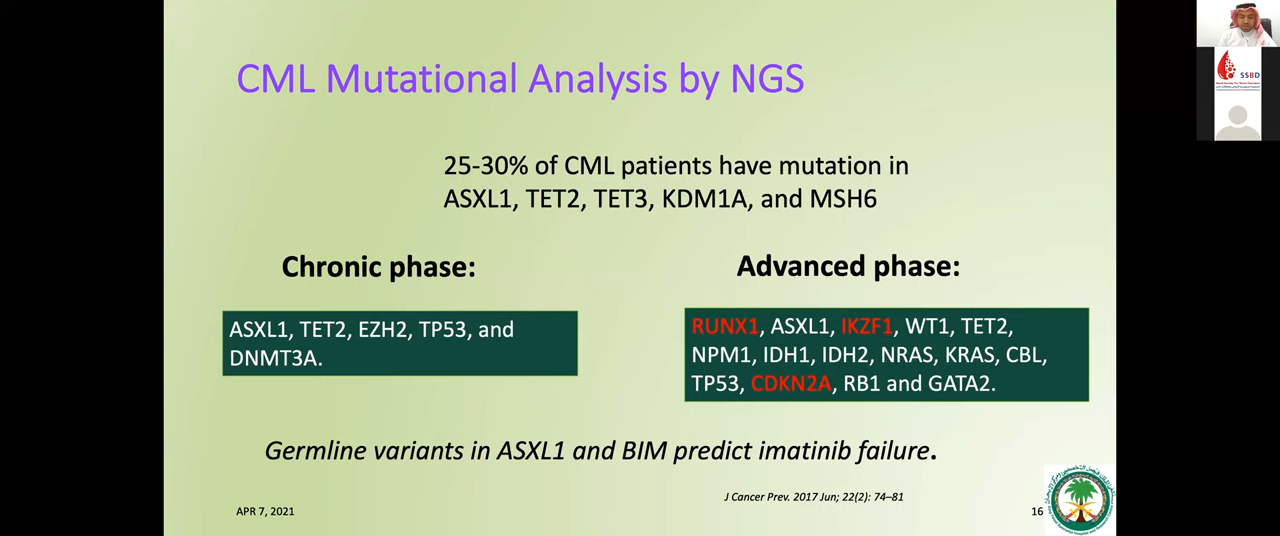 CML Mutational Analysis by NGS
25-30% of CML patients have mutation in
ASXL1, TET2, TET3, KDM1A, and MSH6
Chronic phase:
ASXL1, TET2, EZH2, TP53, and
DNMT3A.
Advanced phase:
RUNX1, ASXL1, IKZF1, WT1, TET2,
NPM1, IDH1, IDH2, NRAS, KRAS, CBL,
TP53, CDKN2A, RB1 and GATA2.
Germline variants in ASXL1 and BIM predict imatinib failure.
J Cancer Prev. 2017 Jun; 22(2): 74–81
APR 7, 2021
16
SSBD